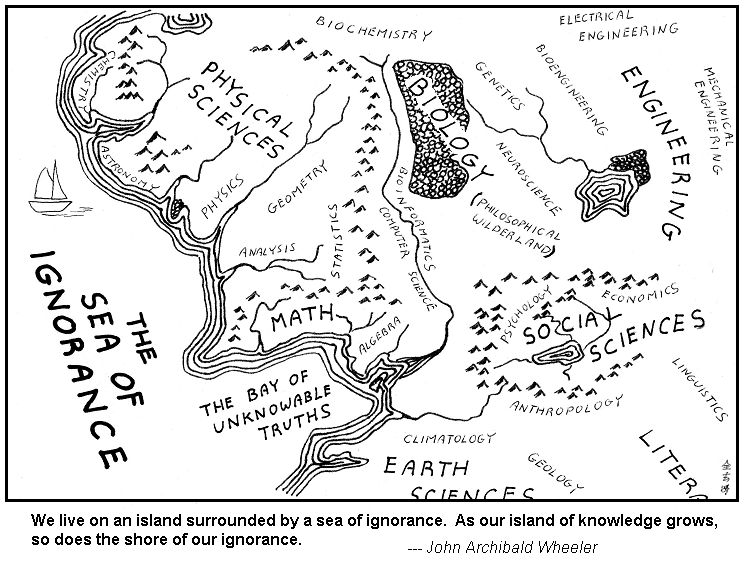 BIOCHEMISTRY
ELECTRICAL
ENGINEERING
CHEMISTRY
PHYSICAL
SCIENCES
BIOLOGY
GENETICS
BIOENGINEERING
ENGINEERING
MECHANICAL
ENGINEERING
ASTRONOMY
PHYSICS
GEOMETRY
NEUROSCIENCE
(PHILOSOPHICAL
WILDERLAND)
BIOINFORMATICS
COMPUTER
SCIENCE
STATISTICS
ANALYSIS
MATH
ALGEBRA
PSYCHOLOGY
ECONOMICS
SOCIAL
SCIENCES
ANTHROPOLOGY
LINGUISTICS
THE
SEA OF
IGNORANCE
THE BAY OF
UNKNOWABLE
TRUTHS
CLIMATOLOGY
EARTH
SCIENCES
GEOLOGY
LITERA
We live on an island surrounded by a sea of ignorance. As our island of knowledge grows,
so does the shore of our ignorance.
--- John Archibald Wheeler